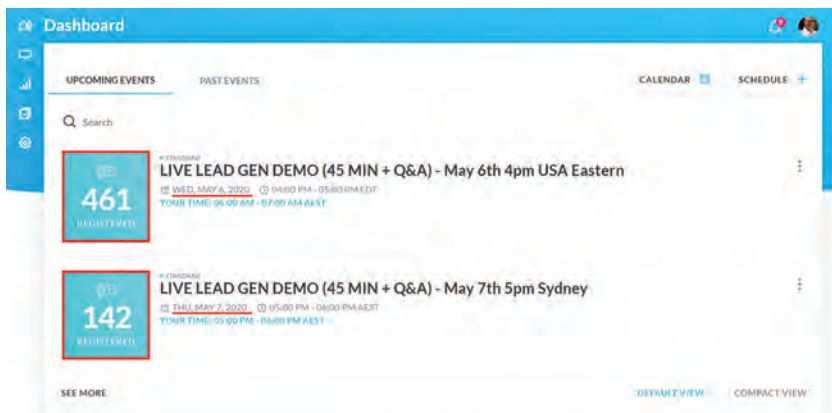 Dashboard
UPCOMING EVENTS PAST EVENTS CALENDAR SCHEDULE +
Search
STANDARD
LIVE LEAD GEN DEMO (45 MIN + Q&A) - May 6th 4pm USA Eastern
WED, MAY 6, 2020 04:00 PM - 05:00 PM EDT
461
YOUR TIME: 06:00 AM - 07:00 AM AEST
REGISTERED
STANDARD
LIVE LEAD GEN DEMO (45 MIN + Q&A) - May 7th 5pm Sydney
THU, MAY 7, 2020 05:00 PM - 06:00 PM AEST
142
YOUR TIME: 05:00 PM - 06:00 PM AEST
REGISTERED
SEE MORE DEFAULT VIEW COMPACT VIEW